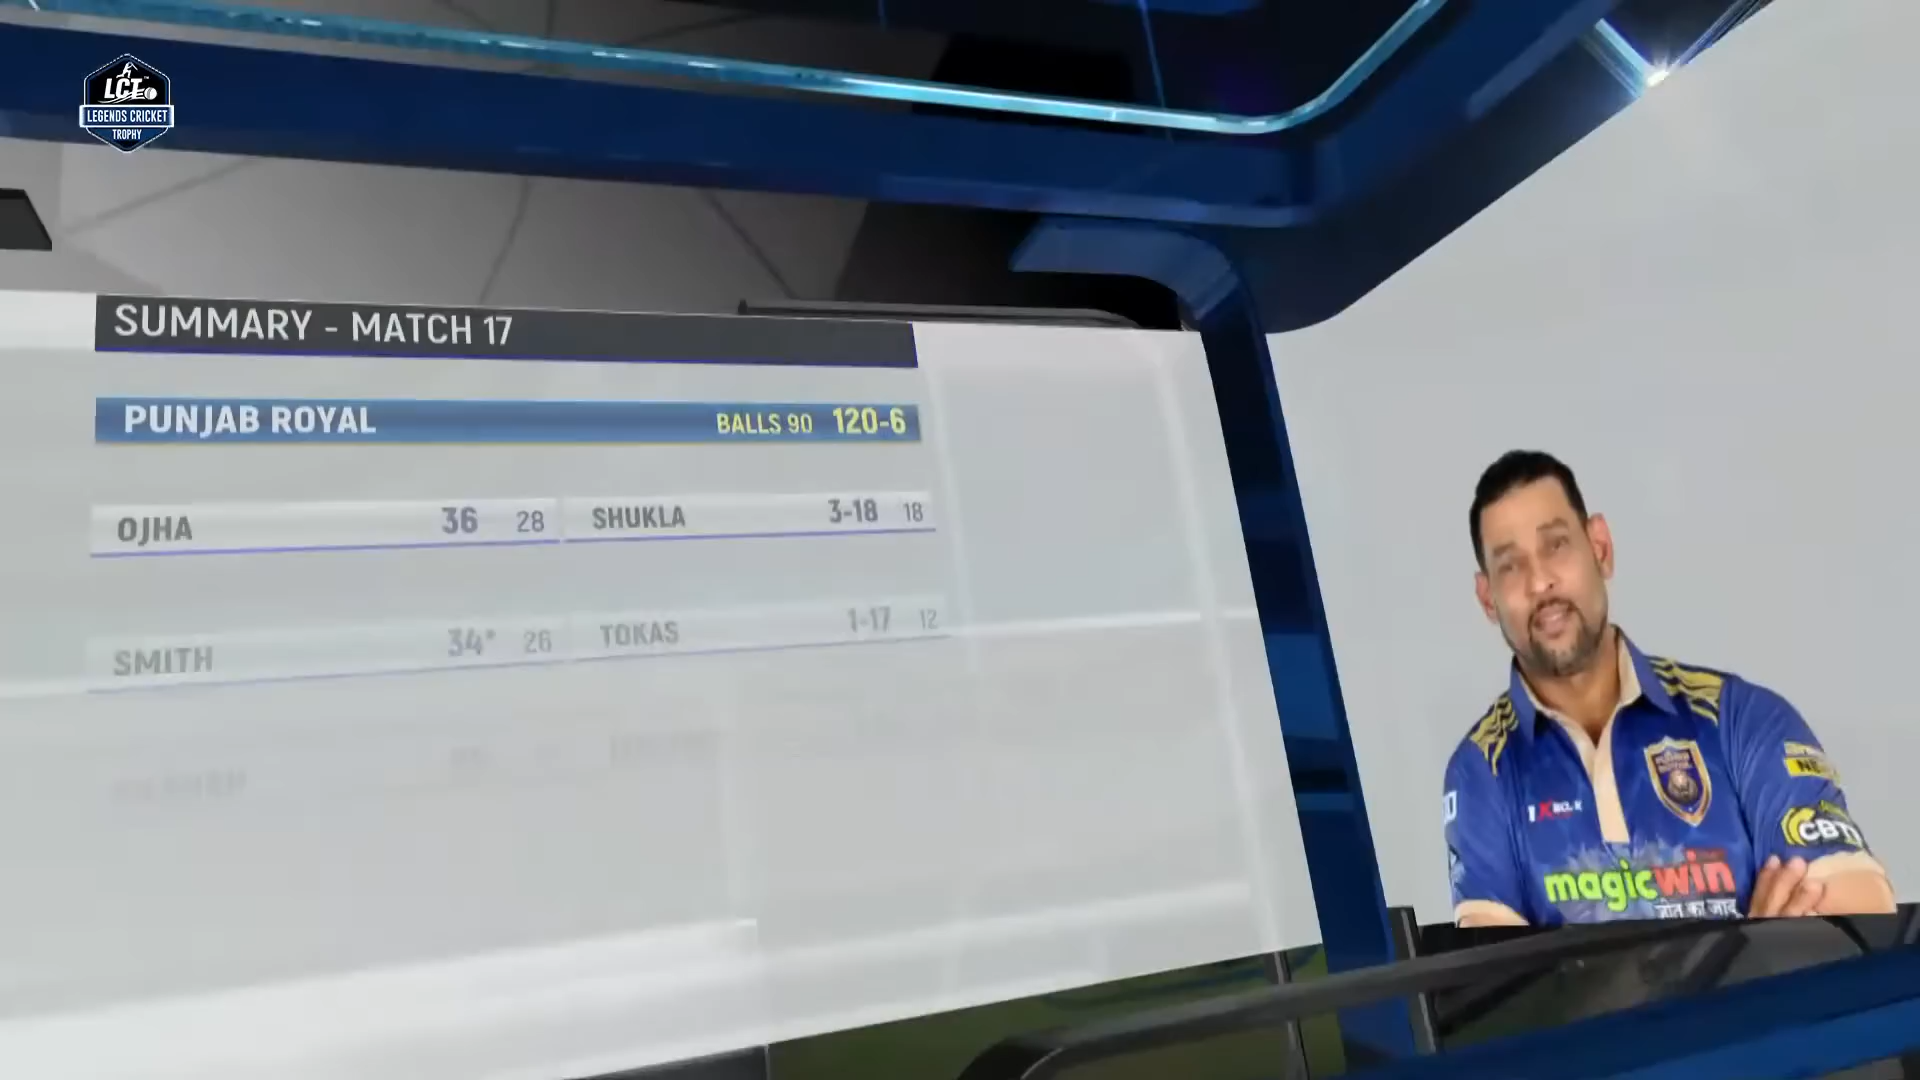 LCT
LEGENDS CRICKET
TROPHY
SUMMARY - MATCH 17
PUNJAB ROYAL BALLS 90 120-6
OJHA 36 28 SHUKLA 3-18 18
SMITH 34* 26 TOKAS 1-17 12
CBTF
magicwin
जीत का जादू